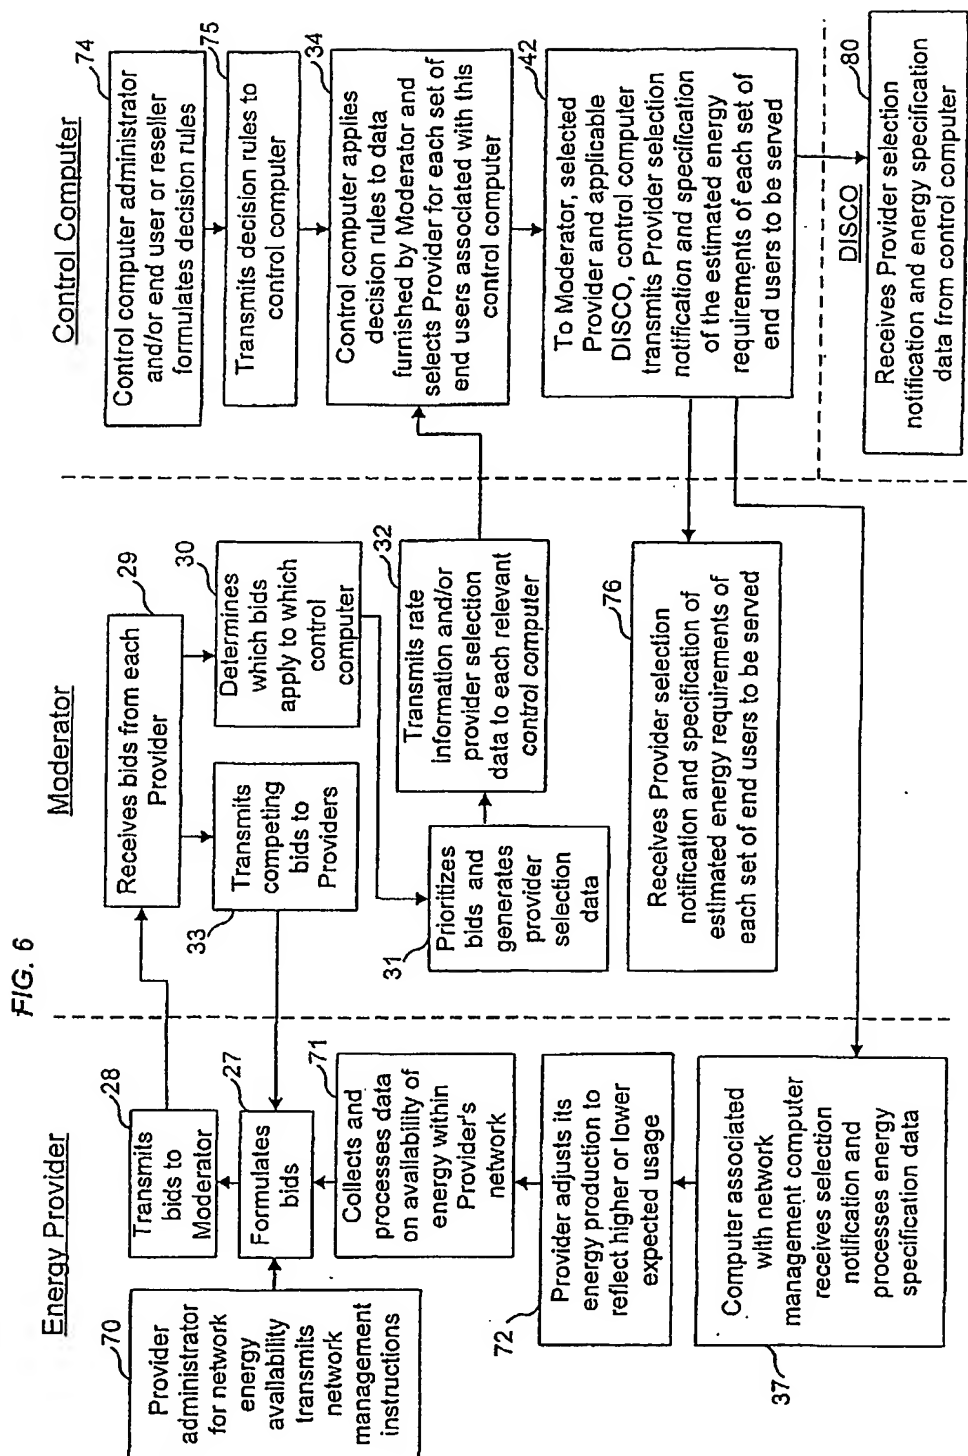 FIG. 6
Energy Provider
70
Provider
administrator
for network
energy
availability
transmits
network
management
instructions
28
Transmits
bids to
Moderator
27
Formulates
bids
71
Collects and
processes data
on availability of
energy within
Provider's
network
72
Provider adjusts its
energy production to
reflect higher or lower
expected usage
37
Computer associated
with network
management computer
receives selection
notification and
processes energy
specification data
Moderator
29
Receives bids from each
Provider
33
Transmits
competing
bids to
Providers
30
Determines
which bids
apply to which
control
computer
31
Prioritizes
bids and
generates
provider
selection
data
32
Transmits rate
information and/or
provider selection
data to each relevant
control computer
76
Receives Provider selection
notification and specification of
estimated energy requirements of
each set of end users to be served
Control Computer
74
Control computer administrator
and/or end user or reseller
formulates decision rules
75
Transmits decision rules to
control computer
34
Control computer applies
decision rules to data
furnished by Moderator and
selects Provider for each set of
end users associated with this
control computer
42
To Moderator, selected
Provider and applicable
DISCO, control computer
transmits Provider selection
notification and specification
of the estimated energy
requirements of each set of
end users to be served
DISCO
80
Receives Provider selection
notification and energy specification
data from control computer